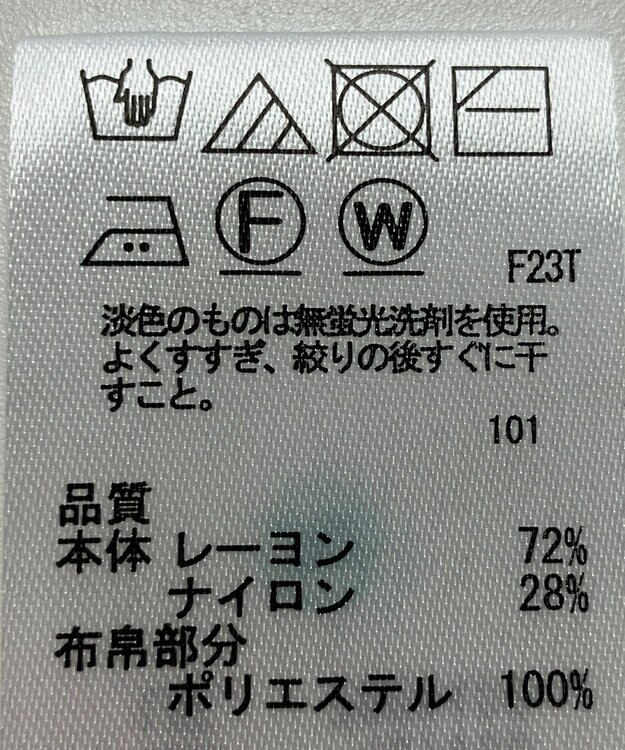 F W
F23T
淡色のものは無蛍光洗剤を使用。
よくすすぎ、絞りの後すぐに干
すこと。
101
品質
本体 レーヨン 72%
ナイロン 28%
布帛部分
ポリエステル 100%